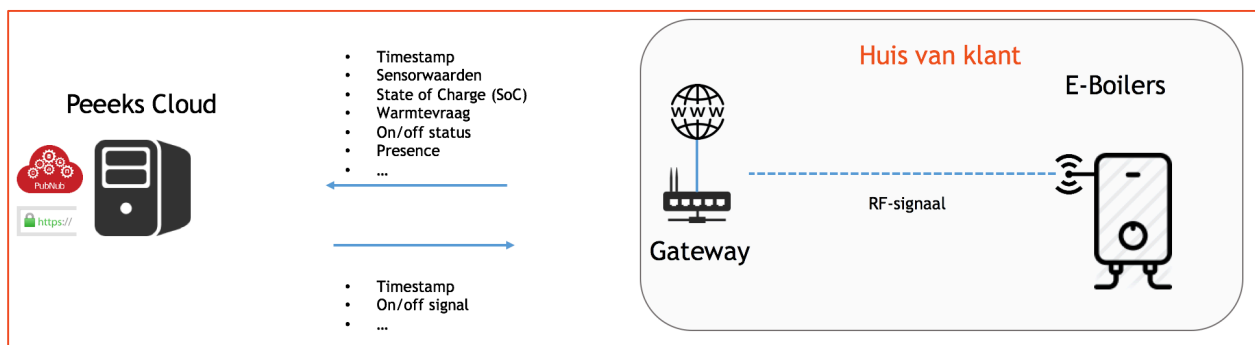 Peeeks Cloud
PubNub
https://
• Timestamp
• Sensorwaarden
• State of Charge (SoC)
• Warmtevraag
• On/off status
• Presence
• ...
• Timestamp
• On/off signal
• ...
Huis van klant
WWW
Gateway
RF-signaal
E-Boilers